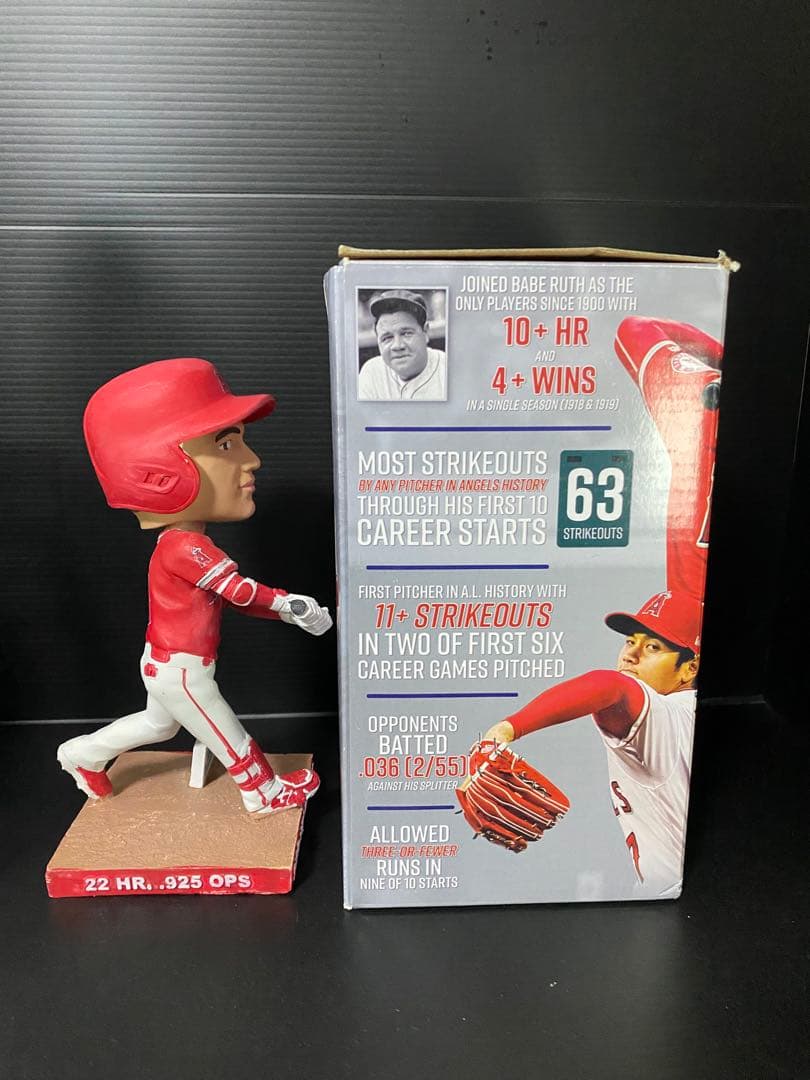 JOINED BABE RUTH AS THE
ONLY PLAYERS SINCE 1900 WITH
10+ HR
AND
4+ WINS
IN A SINGLE SEASON (1918 & 1919)
MOST STRIKEOUTS
BY ANY PITCHER IN ANGELS HISTORY
THROUGH HIS FIRST 10
CAREER STARTS
63
STRIKEOUTS
FIRST PITCHER IN A.L. HISTORY WITH
11+ STRIKEOUTS
IN TWO OF FIRST SIX
CAREER GAMES PITCHED
OPPONENTS
BATTED
.036 (2/55)
AGAINST HIS SPLITTER
ALLOWED
THREE-OR-FEWER
RUNS IN
NINE OF 10 STARTS
A
A
22 HR, .925 OPS